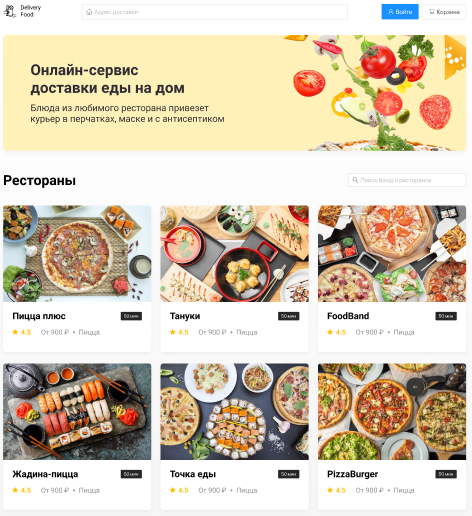 Delivery
Food
Адрес доставки
Войти
Корзина
Онлайн-сервис
доставки еды на дом
Блюда из любимого ресторана привезет
курьер в перчатках, маске и с антисептиком
Рестораны
Поиск блюд и ресторанов
Пицца плюс
50 мин
4.5 От 900 ₽ • Пицца
Тануки
50 мин
4.5 От 900 ₽ • Пицца
FoodBand
50 мин
4.5 От 900 ₽ • Пицца
Жадина-пицца
50 мин
4.5 От 900 ₽ • Пицца
Точка еды
50 мин
4.5 От 900 ₽ • Пицца
PizzaBurger
50 мин
4.5 От 900 ₽ • Пицца